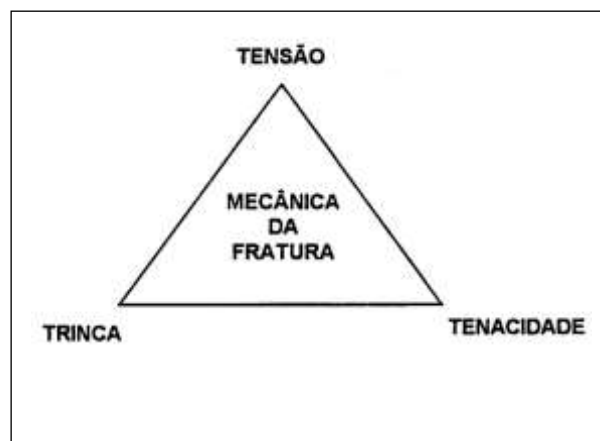 TENSÃO
MECÂNICA
DA
FRATURA
TRINCA
TENACIDADE